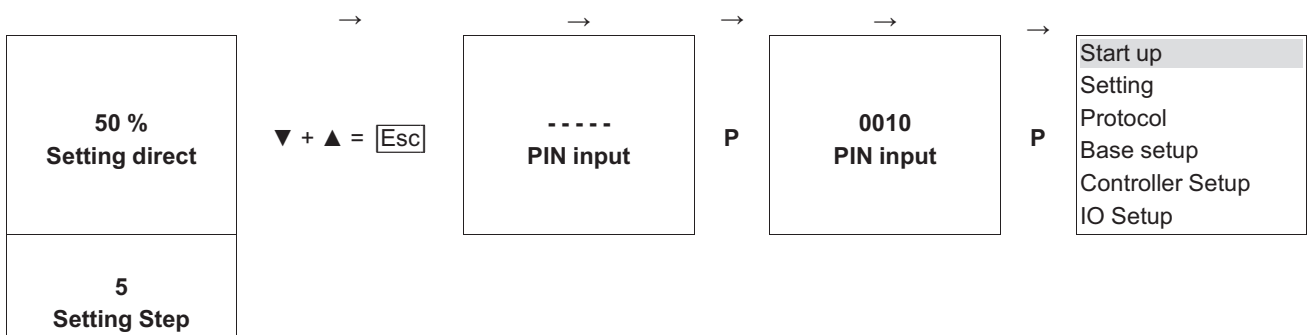 → → → → →
50 %
Setting direct
▼ + ▲ = Esc
- - - - -
PIN input
P
0010
PIN input
P
Start up
Setting
Protocol
Base setup
Controller Setup
IO Setup
5
Setting Step